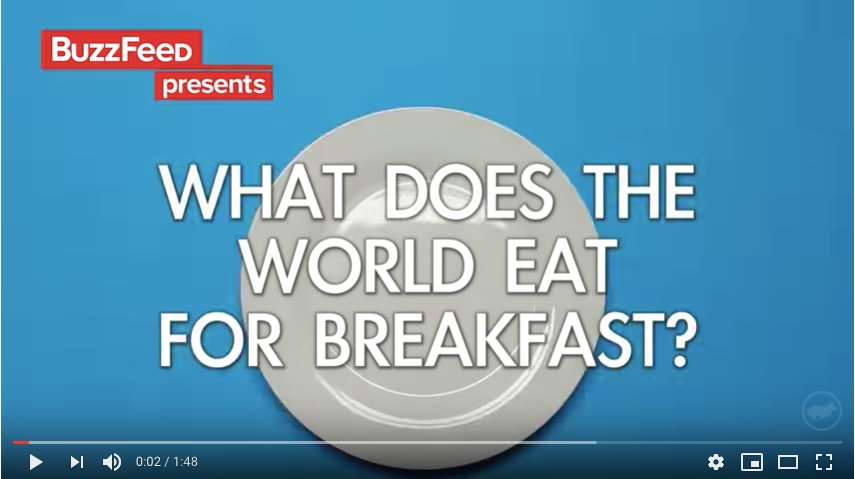 BuzzFeed
presents
WHAT DOES THE
WORLD EAT
FOR BREAKFAST?
0:02 / 1:48